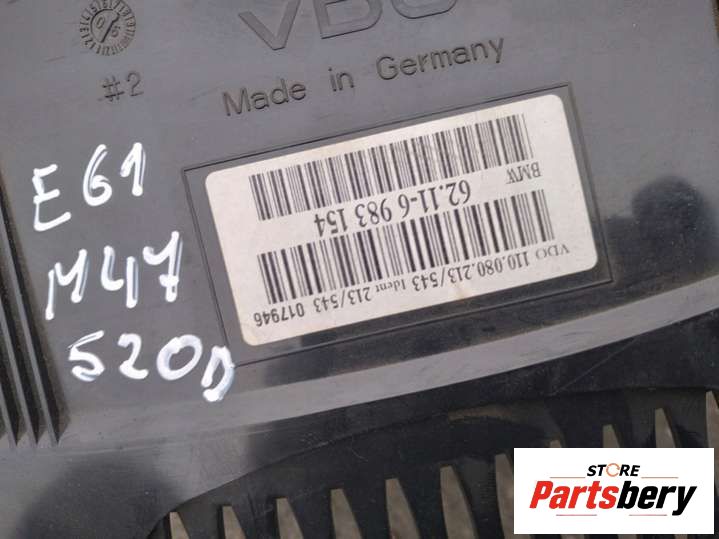 VDO
#2
Made in Germany
E61
M47
520D
BMW
62.11-6 983 154
VDO 110.080.213/543 Idenr 213/543 017946
STORE
Partsbery